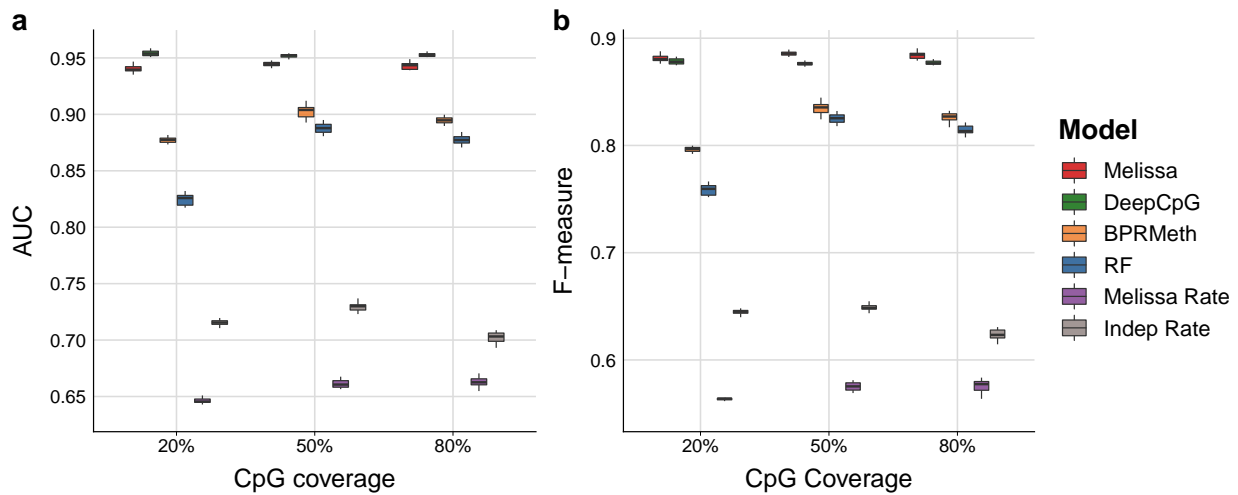 a
AUC
0.95
0.90
0.85
0.80
0.75
0.70
0.65
20%
50%
80%
CpG coverage
b
F−measure
0.9
0.8
0.7
0.6
20%
50%
80%
CpG Coverage
Model
Melissa
DeepCpG
BPRMeth
RF
Melissa Rate
Indep Rate